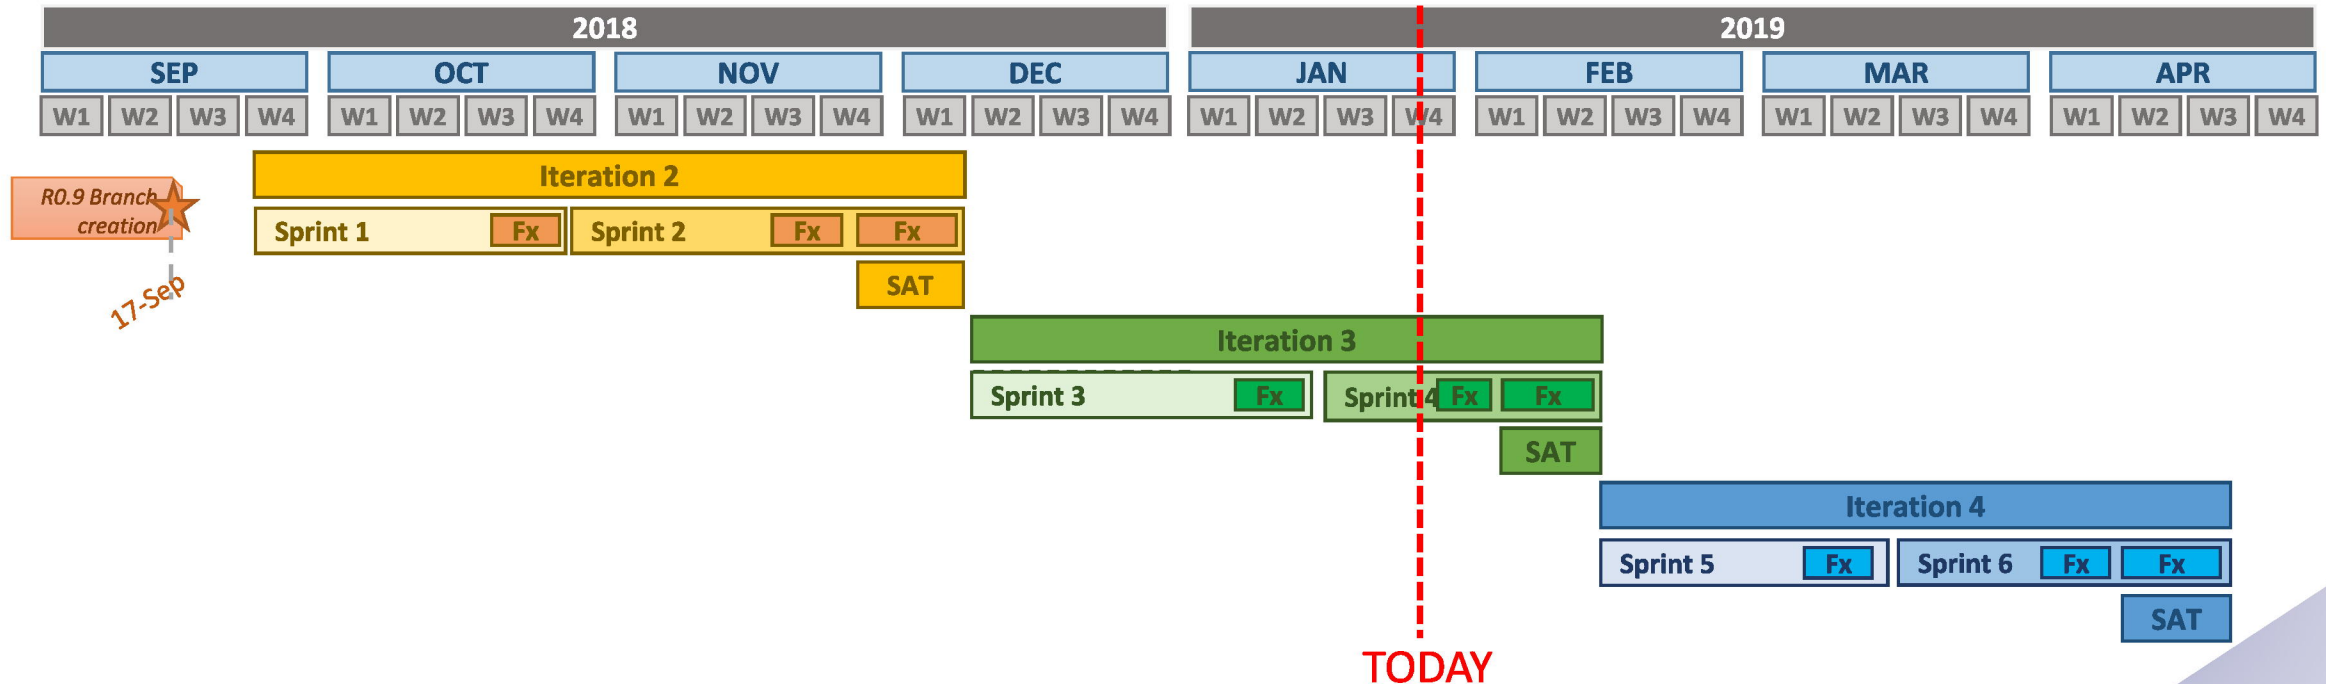 2018 2019
SEP OCT NOV DEC JAN FEB MAR APR
W1 W2 W3 W4 W1 W2 W3 W4 W1 W2 W3 W4 W1 W2 W3 W4 W1 W2 W3 W4 W1 W2 W3 W4 W1 W2 W3 W4 W1 W2 W3 W4
Iteration 2
R0.9 Branch
creation
Sprint 1 Fx Sprint 2 Fx Fx
SAT
17-Sep
Iteration 3
Sprint 3 Fx Sprint 4 Fx Fx
SAT
Iteration 4
Sprint 5 Fx Sprint 6 Fx Fx
SAT
TODAY